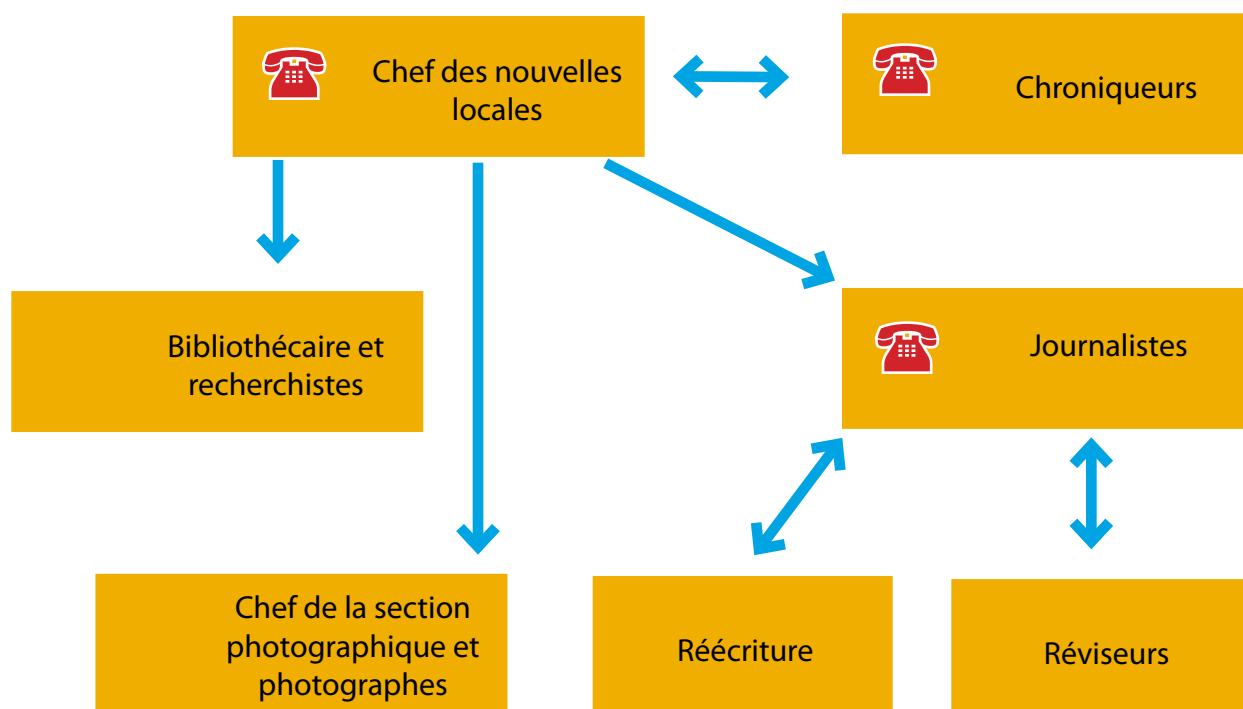 Chef des nouvelles
locales
Chroniqueurs
Bibliothécaire et
recherchistes
Journalistes
Chef de la section
photographique et
photographes
Réécriture
Réviseurs